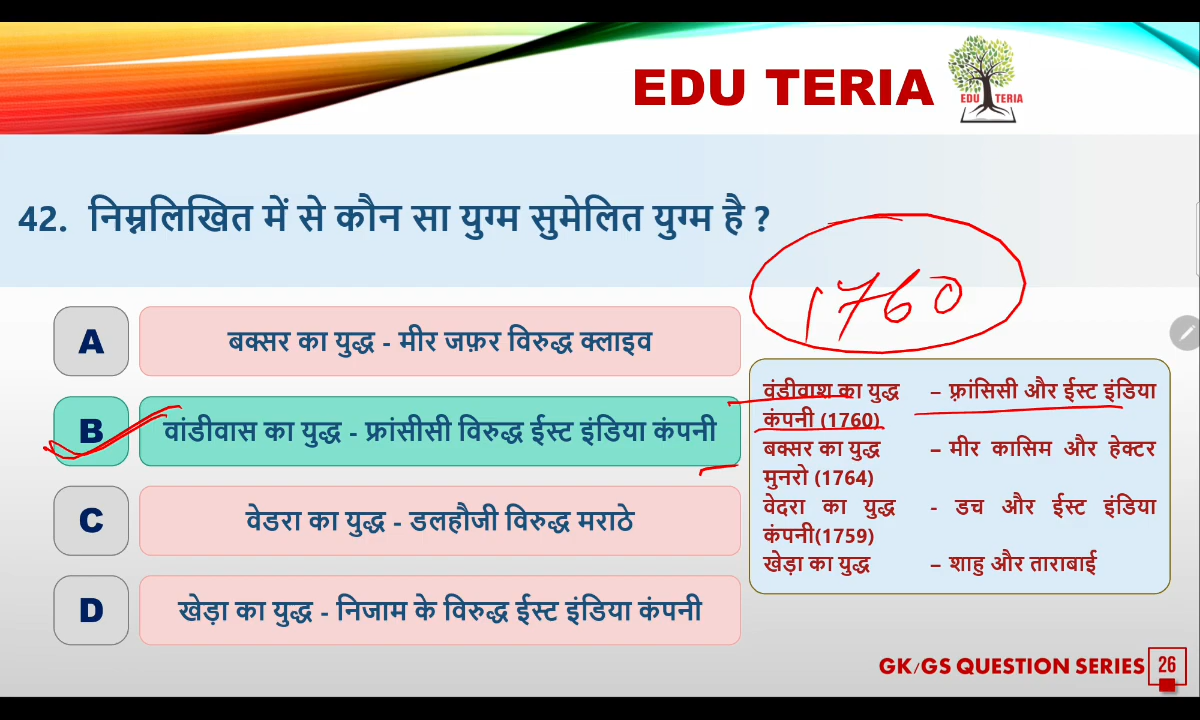 EDU TERIA
EDU TERIA
42. निम्नलिखित में से कौन सा युग्म सुमेलित युग्म है ?
1760
A बक्सर का युद्ध - मीर जफ़र विरुद्ध क्लाइव
B वांडीवास का युद्ध - फ्रांसीसी विरुद्ध ईस्ट इंडिया कंपनी
C वेडरा का युद्ध - डलहौजी विरुद्ध मराठे
D खेड़ा का युद्ध - निजाम के विरुद्ध ईस्ट इंडिया कंपनी
वंडीवाश का युद्ध – फ़्रांसिसी और ईस्ट इंडिया
कंपनी (1760)
बक्सर का युद्ध – मीर कासिम और हेक्टर
मुनरो (1764)
वेदरा का युद्ध - डच और ईस्ट इंडिया
कंपनी(1759)
खेड़ा का युद्ध – शाहु और ताराबाई
GK/GS QUESTION SERIES 26